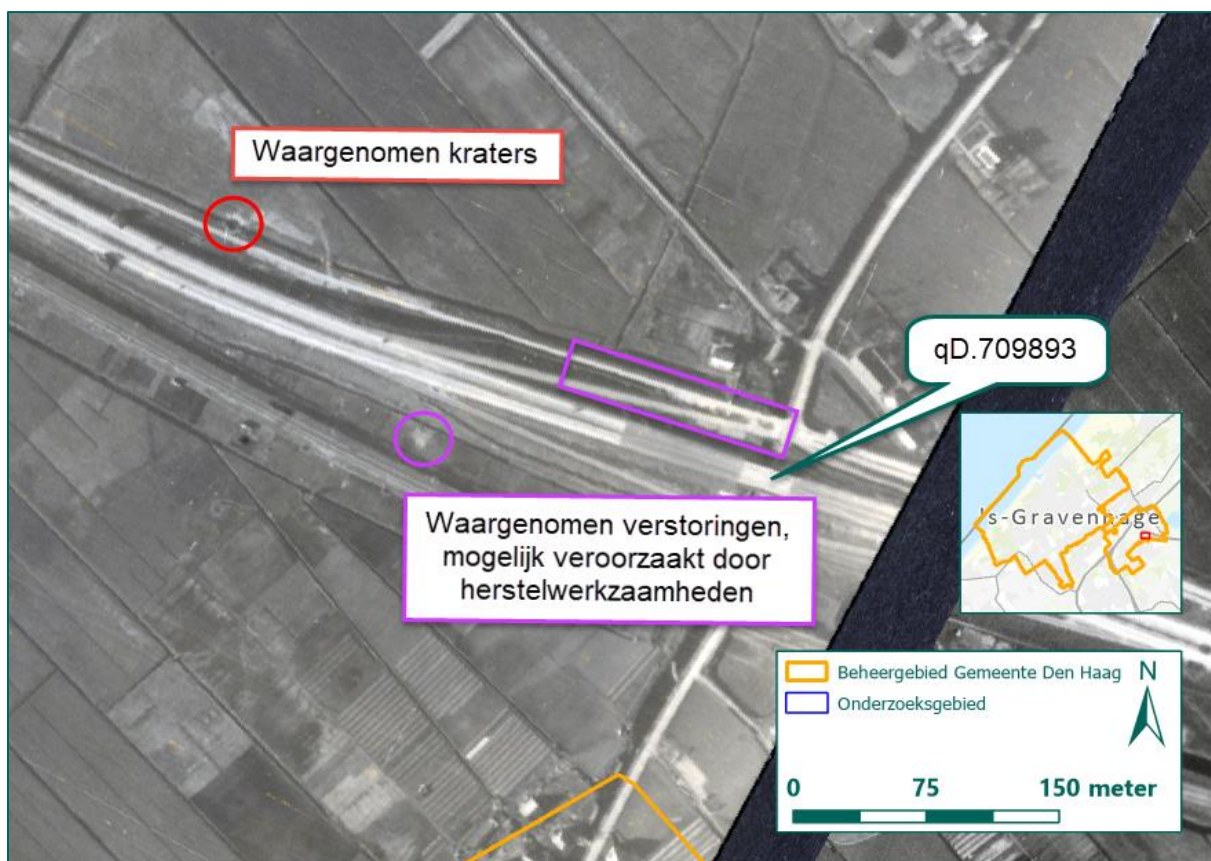 Waargenomen kraters
qD.709893
's-Gravenhage
Waargenomen verstoringen,
mogelijk veroorzaakt door
herstelwerkzaamheden
Beheergebied Gemeente Den Haag
N
Onderzoeksgebied
0 75 150 meter